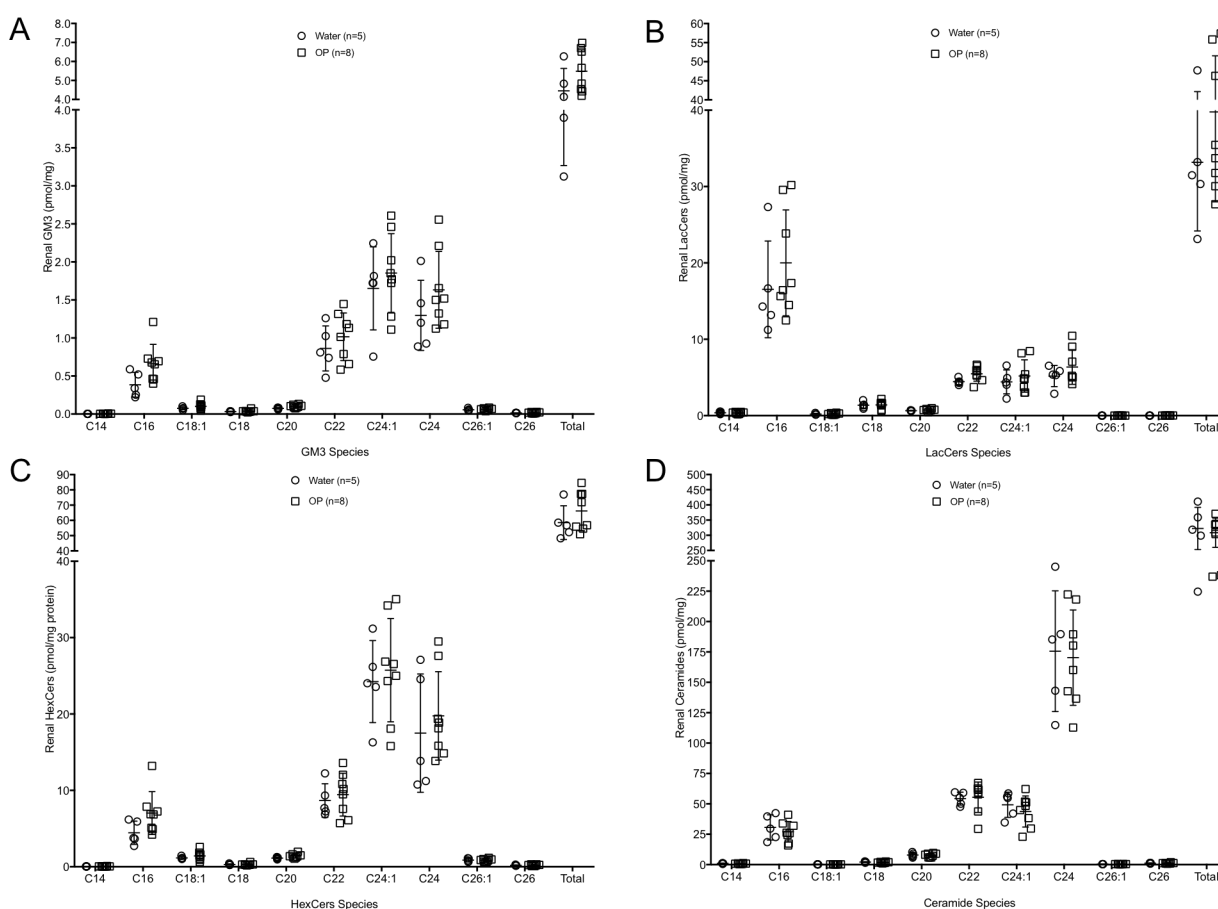 A
Water (n=5)
OP (n=8)
Renal GM3 (pmol/mg)
8.0
7.0
6.0
5.0
4.0
4.0
3.5
3.0
2.5
2.0
1.5
1.0
0.5
0.0
C14 C16 C18:1 C18 C20 C22 C24:1 C24 C26:1 C26 Total
GM3 Species
B
Water (n=5)
OP (n=8)
Renal LacCers (pmol/mg)
60
55
50
45
40
40
30
20
10
0
C14 C16 C18:1 C18 C20 C22 C24:1 C24 C26:1 C26 Total
LacCers Species
C
Water (n=5)
OP (n=8)
Renal HexCers (pmol/mg protein)
90
80
70
60
50
40
40
30
20
10
0
C14 C16 C18:1 C18 C20 C22 C24:1 C24 C26:1 C26 Total
HexCers Species
D
Water (n=5)
OP (n=8)
Renal Ceramides (pmol/mg)
500
450
400
350
300
250
250
225
175
150
125
100
75
50
25
0
C14 C16 C18:1 C18 C20 C22 C24:1 C24 C26:1 C26 Total
Ceramide Species